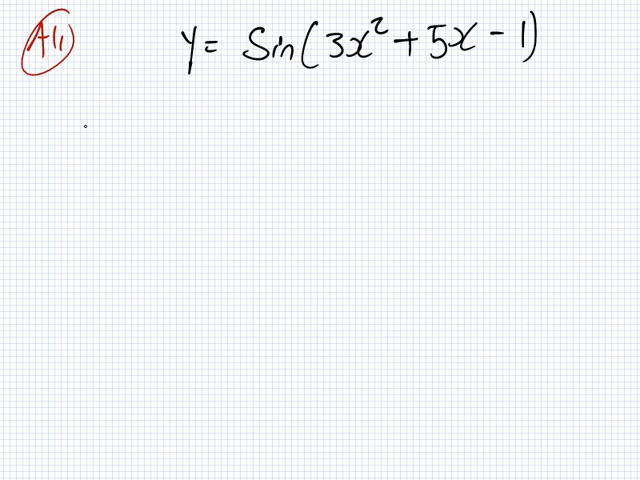 A11 y = Sin(3x² + 5x - 1)